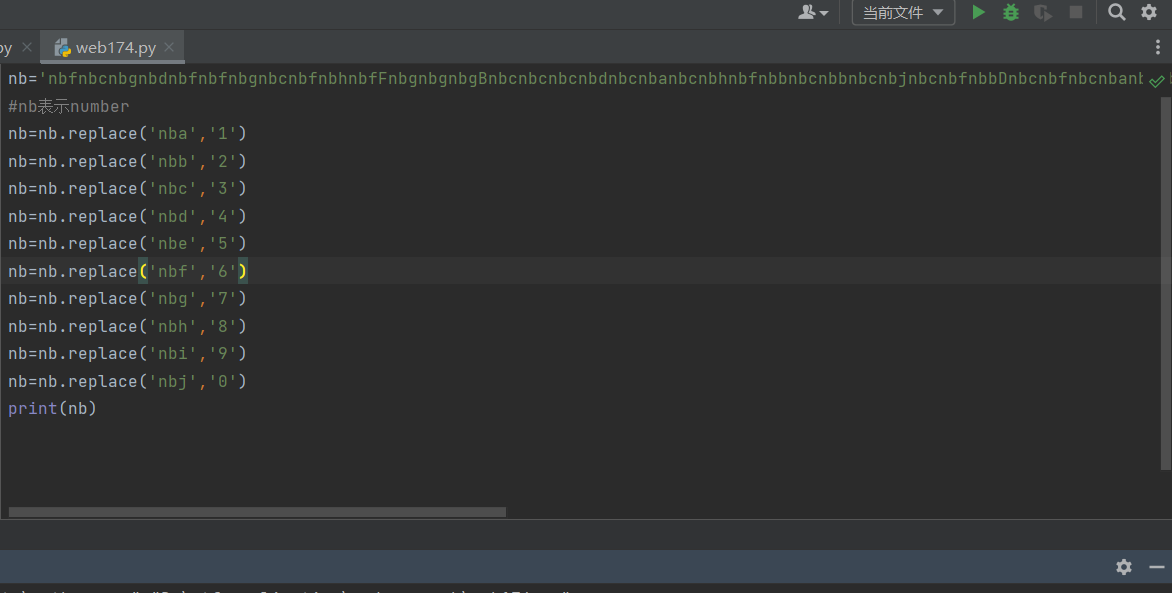 当前文件
py
web174.py
nb='nbfnbcnbgnbdnbfnbfnbgnbcnbfnbhnbfFnbgnbgnbgBnbcnbcnbcnbdnbcnbanbcnbhnbfnbbnbcnbbnbcnbjnbcnbfnbbDnbcnbfnbcnbanb
#nb表示number
nb=nb.replace('nba','1')
nb=nb.replace('nbb','2')
nb=nb.replace('nbc','3')
nb=nb.replace('nbd','4')
nb=nb.replace('nbe','5')
nb=nb.replace('nbf','6')
nb=nb.replace('nbg','7')
nb=nb.replace('nbh','8')
nb=nb.replace('nbi','9')
nb=nb.replace('nbj','0')
print(nb)